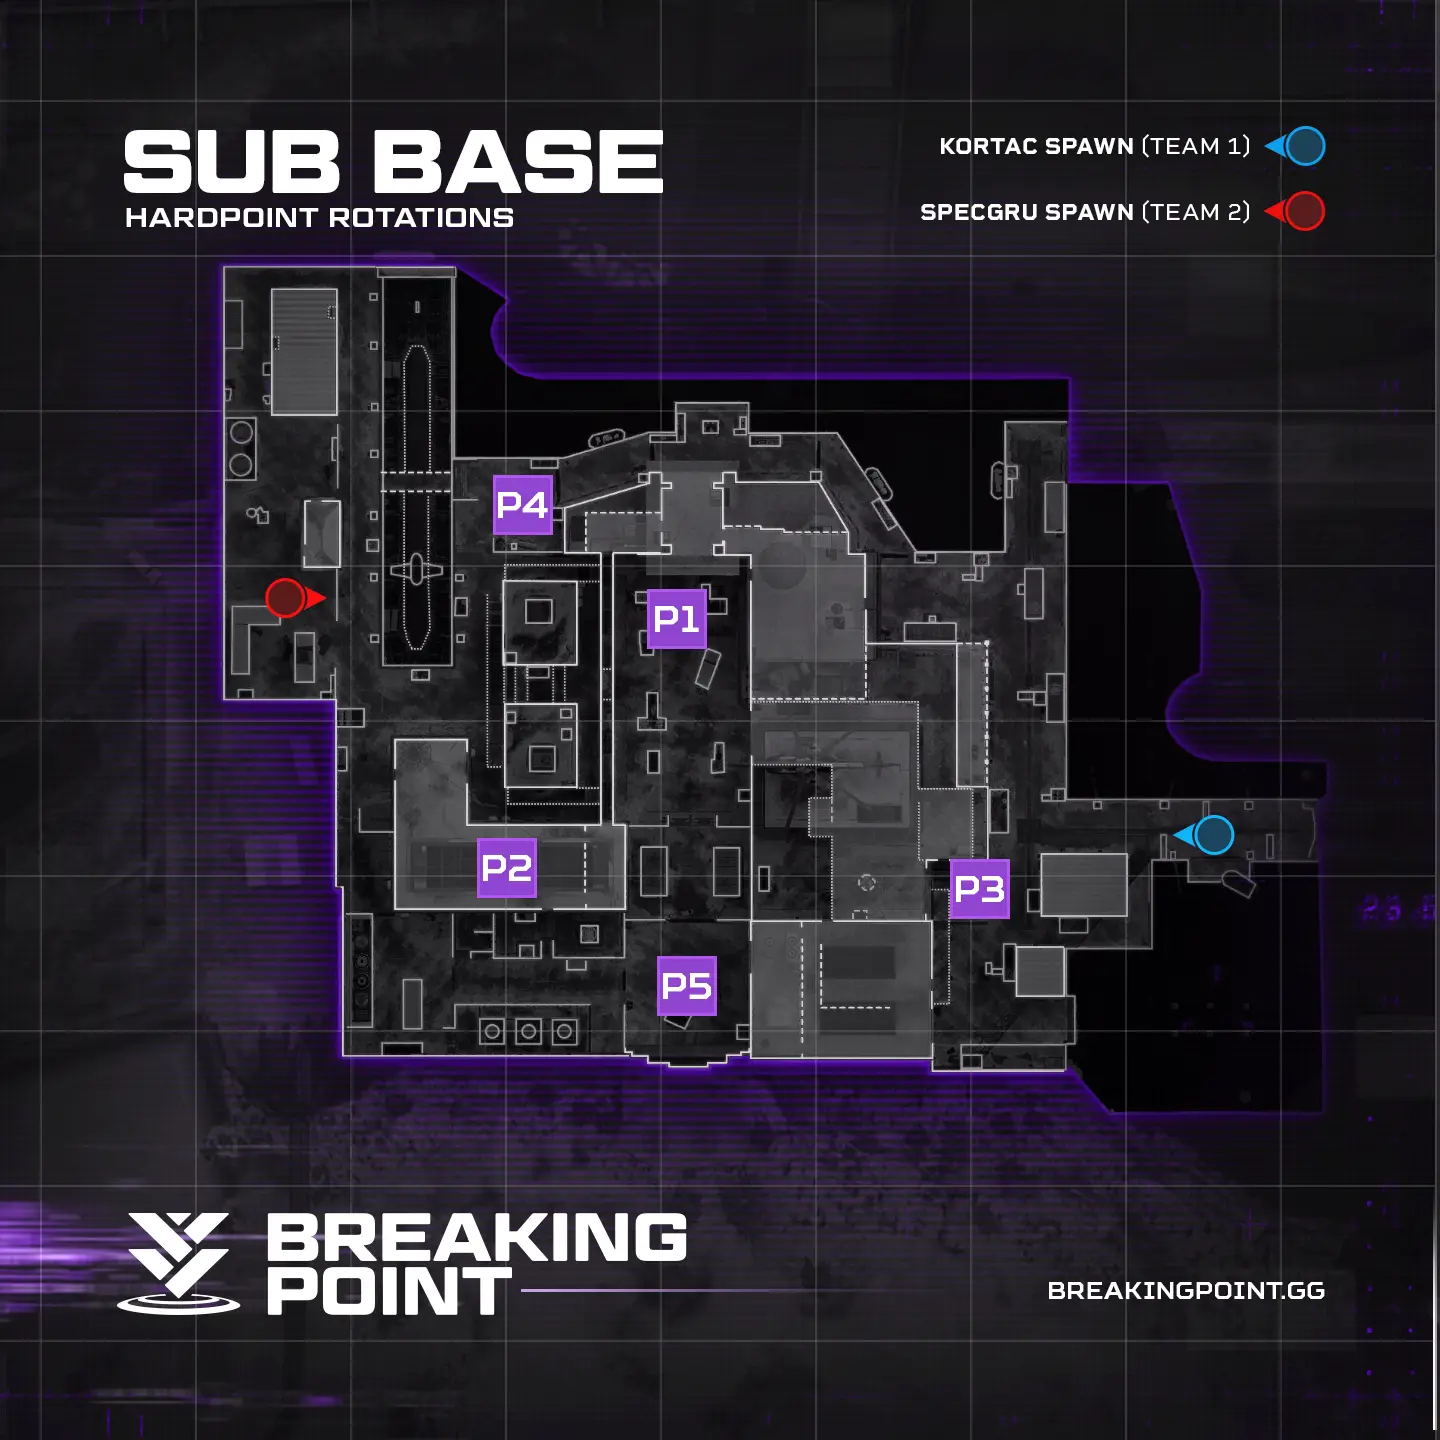 SUB BASE
HARDPOINT ROTATIONS
KORTAC SPAWN (TEAM 1)
SPECGRU SPAWN (TEAM 2)
P4
P1
P2
P3
P5
BREAKING
POINT
BREAKINGPOINT.GG